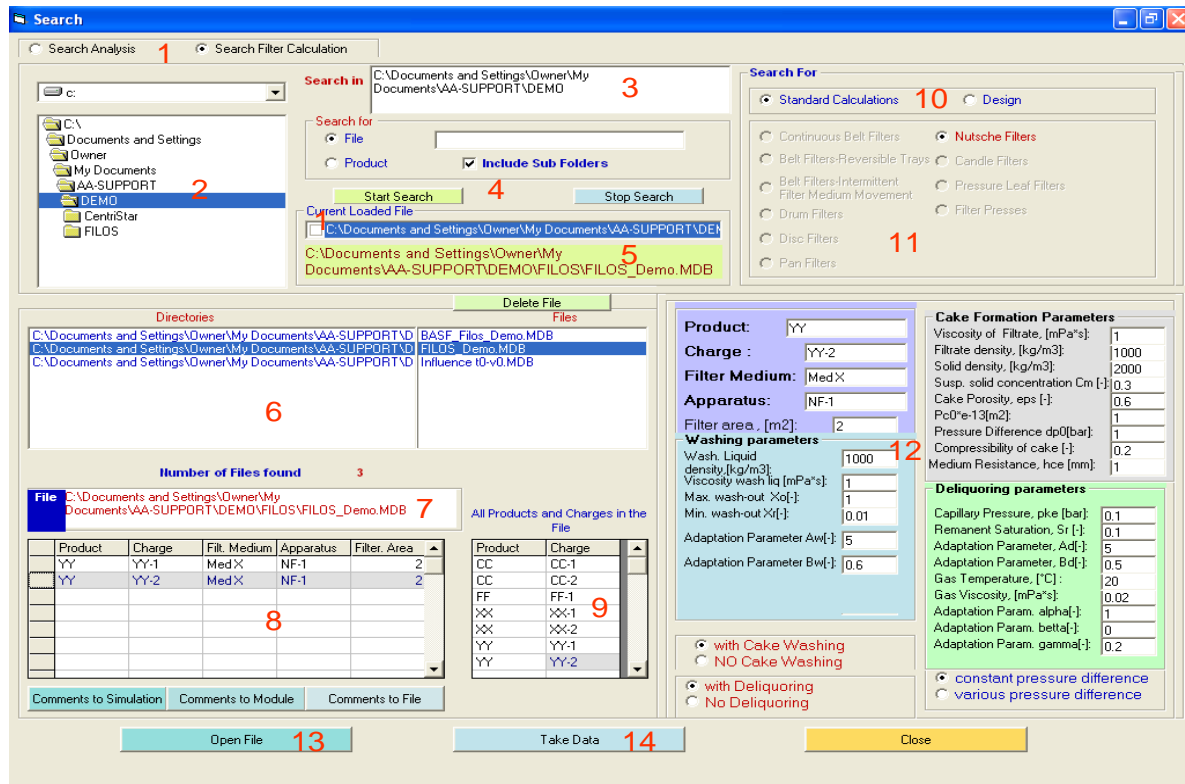 Search
Search Analysis
1
Search Filter Calculation
c:
C:\
Documents and Settings
Owner
My Documents
AA-SUPPORT
DEMO
CentriStar
FILOS
2
Search in
C:\Documents and Settings\Owner\My
Documents\AA-SUPPORT\DEMO
3
Search for
File
Product
Include Sub Folders
4
Start Search
Stop Search
Current Loaded File
1
C:\Documents and Settings\Owner\My Documents\AA-SUPPORT\DEM
C:\Documents and Settings\Owner\My
Documents\AA-SUPPORT\DEMO\FILOS\FILOS_Demo.MDB
5
Search For
Standard Calculations
10
Design
Continuous Belt Filters
Nutsche Filters
Belt Filters-Reversible Trays
Candle Filters
Belt Filters-Intermittent
Filter Medium Movement
Pressure Leaf Filters
Drum Filters
Filter Presses
Disc Filters
11
Pan Filters
Delete File
Directories
Files
C:\Documents and Settings\Owner\My Documents\AA-SUPPORT\D
BASF_Filos_Demo.MDB
C:\Documents and Settings\Owner\My Documents\AA-SUPPORT\D
FILOS_Demo.MDB
C:\Documents and Settings\Owner\My Documents\AA-SUPPORT\D
Influence t0-v0.MDB
6
Number of Files found 3
File
C:\Documents and Settings\Owner\My
Documents\AA-SUPPORT\DEMO\FILOS\FILOS_Demo.MDB
7
Product Charge Filt. Medium Apparatus Filter. Area
YY YY-1 MedX NF-1 2
YY YY-2 MedX NF-1 2
8
All Products and Charges in the
File
Product Charge
CC CC-1
CC CC-2
FF FF-1
XX XX-1
XX XX-2
YY YY-1
YY YY-2
9
Comments to Simulation
Comments to Module
Comments to File
Product: YY
Charge : YY-2
Filter Medium: MedX
Apparatus: NF-1
Filter area , [m2]: 2
Washing parameters
12
Wash. Liquid
density,[kg/m3]: 1000
Viscosity wash liq [mPa*s]: 1
Max. wash-out Xo[-]: 1
Min. wash-out Xr[-]: 0.01
Adaptation Parameter Aw[-]: 5
Adaptation Parameter Bw[-]: 0.6
with Cake Washing
NO Cake Washing
with Deliquoring
No Deliquoring
Cake Formation Parameters
Viscosity of Filtrate, [mPa*s]: 1
Filtrate density, [kg/m3]: 1000
Solid density, [kg/m3]: 2000
Susp. solid concentration Cm [-]: 0.3
Cake Porosity, eps [-]: 0.6
Pc0*e-13[m2]: 1
Pressure Difference dp0[bar]: 1
Compressibility of cake [-]: 0.2
Medium Resistance, hce [mm]: 1
Deliquoring parameters
Capillary Pressure, pke [bar]: 0.1
Remanent Saturation, Sr [-]: 0.1
Adaptation Parameter, Ad[-]: 5
Adaptation Parameter, Bd[-]: 0.5
Gas Temperature, [°C] : 20
Gas Viscosity, [mPa*s]: 0.02
Adaptation Param. alpha[-]: 1
Adaptation Param. betta[-]: 0
Adaptation Param. gamma[-]: 0.2
constant pressure difference
various pressure difference
Open File
13
Take Data
14
Close